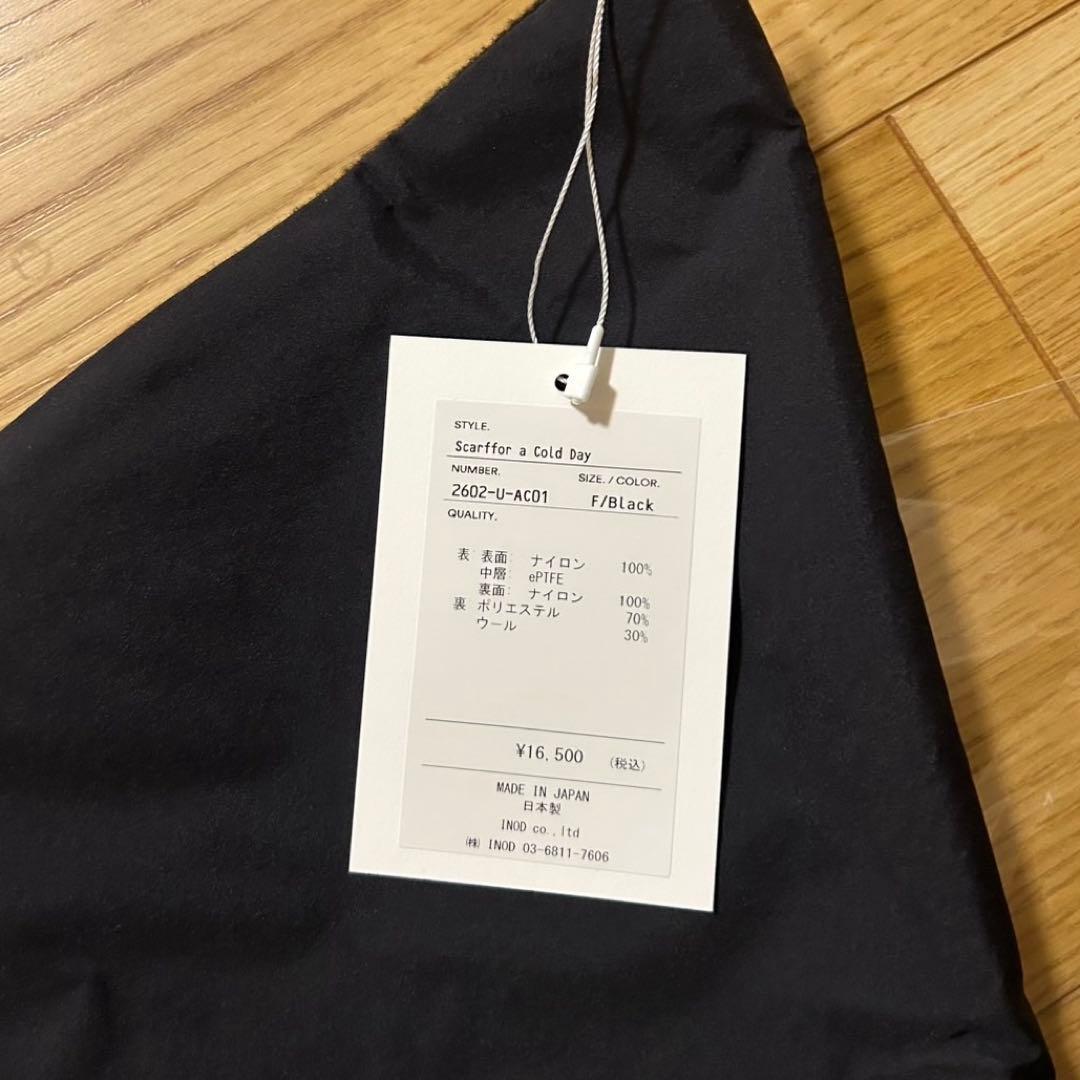 STYLE.
Scarffor a Cold Day
NUMBER. SIZE. / COLOR.
2602-U-AC01 F/Black
QUALITY.
表 表面: ナイロン 100%
中層: ePTFE
裏面: ナイロン 100%
裏 ポリエステル 70%
ウール 30%
¥16,500 (税込)
MADE IN JAPAN
日本製
INOD co.,ltd
㈱ INOD 03-6811-7606